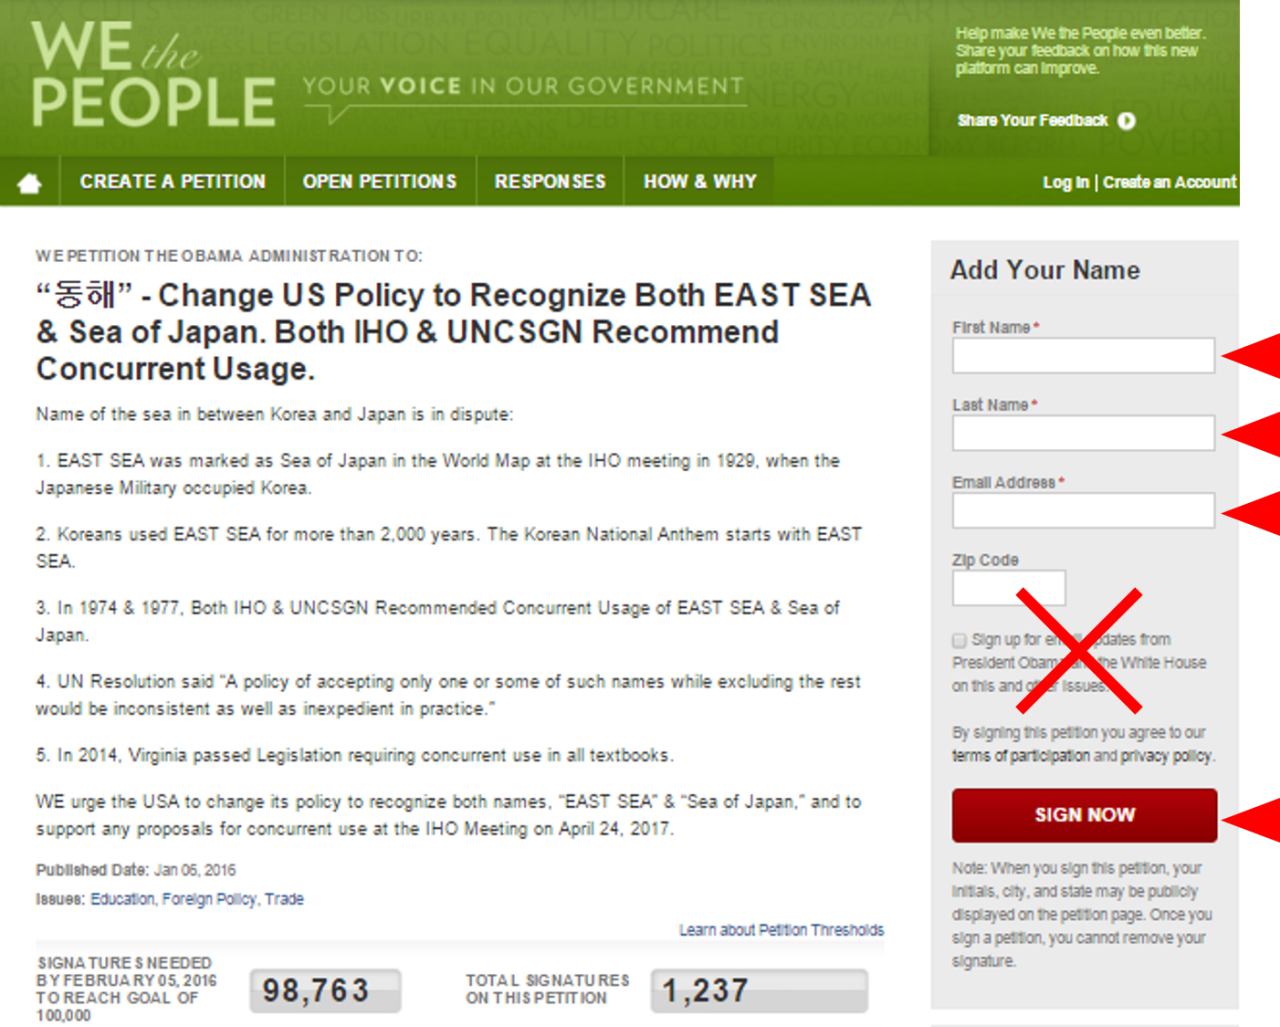 WE the
PEOPLE
YOUR VOICE IN OUR GOVERNMENT
Help make We the People even better.
Share your feedback on how this new
platform can improve.
Share Your Feedback
CREATE A PETITION
OPEN PETITIONS
RESPONSES
HOW & WHY
Log In | Create an Account
WE PETITION THE OBAMA ADMINISTRATION TO:
“동해” - Change US Policy to Recognize Both EAST SEA
& Sea of Japan. Both IHO & UNCSGN Recommend
Concurrent Usage.
Name of the sea in between Korea and Japan is in dispute:
1. EAST SEA was marked as Sea of Japan in the World Map at the IHO meeting in 1929, when the
Japanese Military occupied Korea.
2. Koreans used EAST SEA for more than 2,000 years. The Korean National Anthem starts with EAST
SEA.
3. In 1974 & 1977, Both IHO & UNCSGN Recommended Concurrent Usage of EAST SEA & Sea of
Japan.
4. UN Resolution said “A policy of accepting only one or some of such names while excluding the rest
would be inconsistent as well as inexpedient in practice.”
5. In 2014, Virginia passed Legislation requiring concurrent use in all textbooks.
WE urge the USA to change its policy to recognize both names, “EAST SEA” & “Sea of Japan,” and to
support any proposals for concurrent use at the IHO Meeting on April 24, 2017.
Published Date: Jan 05, 2016
Issues: Education, Foreign Policy, Trade
Learn about Petition Thresholds
SIGNATURES NEEDED
BY FEBRUARY 05, 2016
TO REACH GOAL OF
100,000
98,763
TOTAL SIGNATURES
ON THIS PETITION
1,237
Add Your Name
First Name *
Last Name *
Email Address *
Zip Code
Sign up for email updates from
President Obama and the White House
on this and other issues.
By signing this petition you agree to our
terms of participation and privacy policy.
SIGN NOW
Note: When you sign this petition, your
initials, city, and state may be publicly
displayed on the petition page. Once you
sign a petition, you cannot remove your
signature.